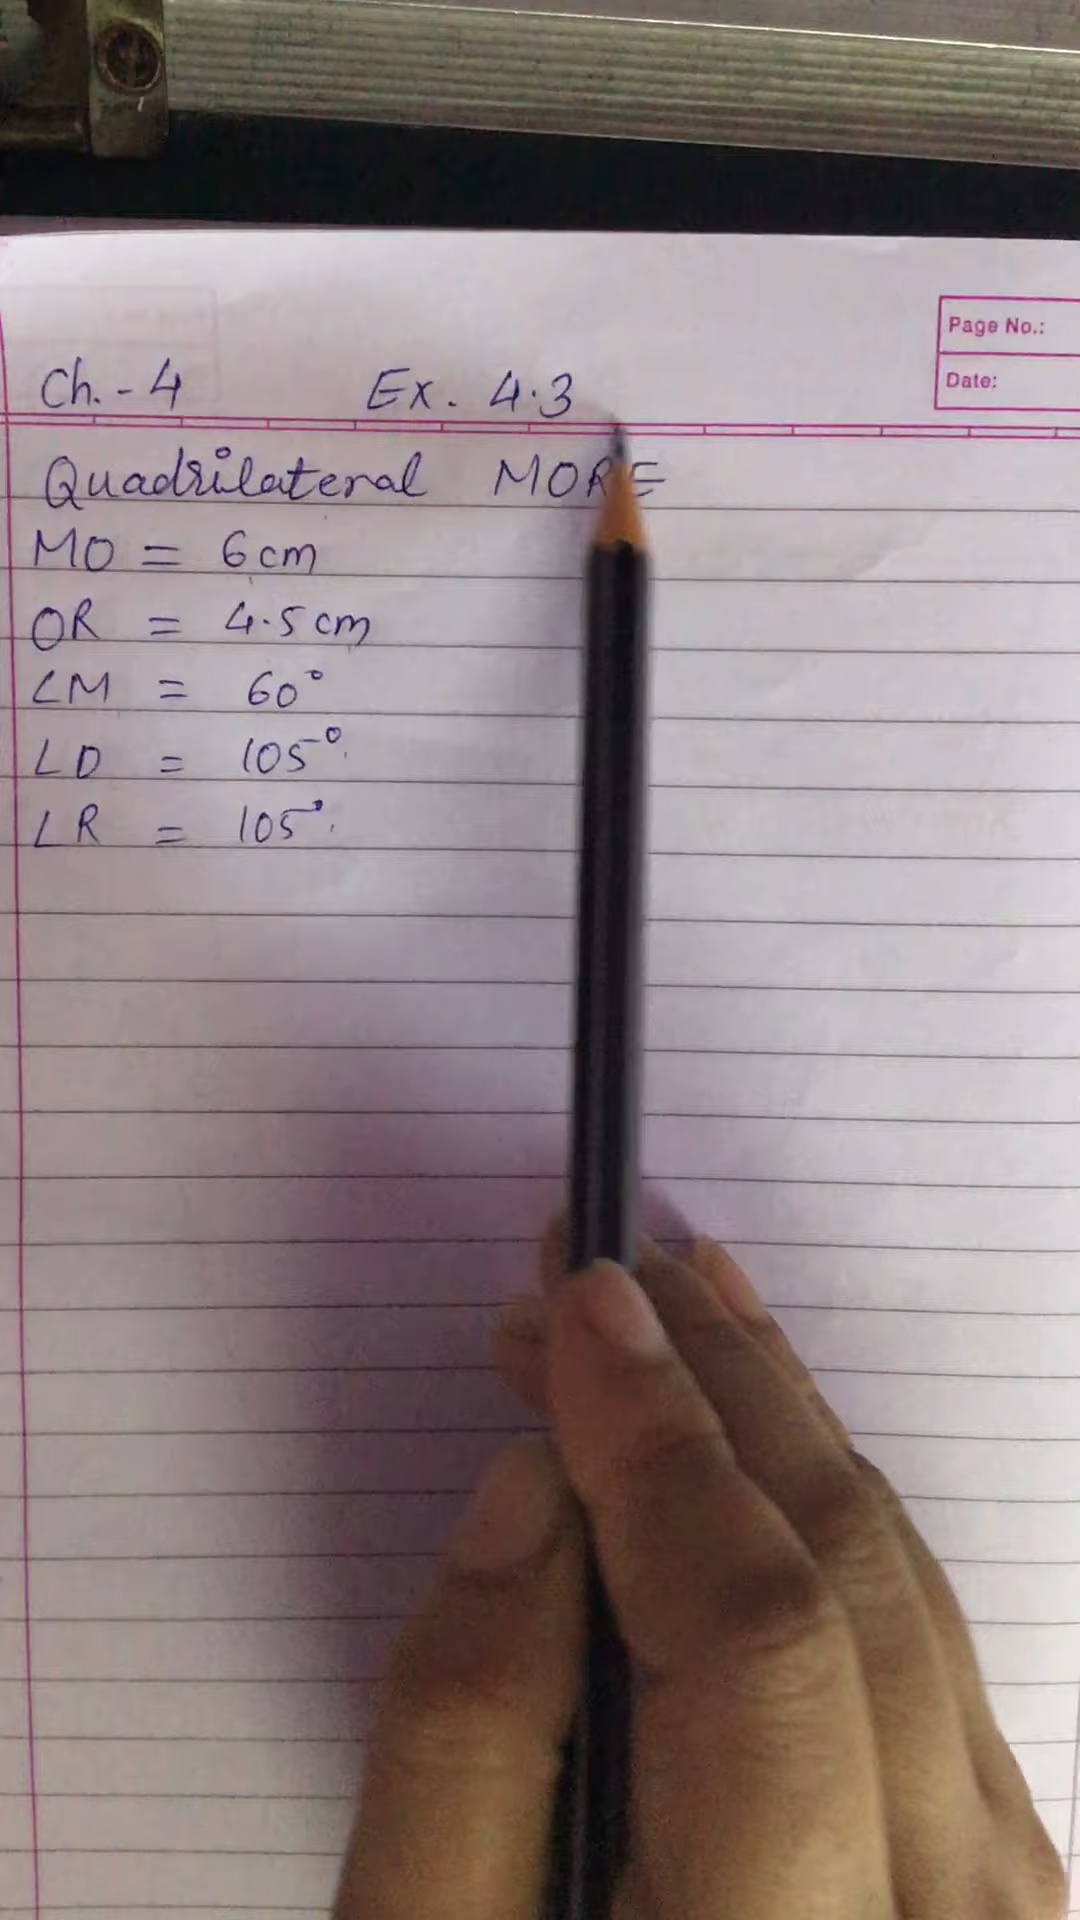 Page No.:
Date:
Ch. - 4 Ex. 4.3
Quadrilateral MORE
MO = 6 cm
OR = 4.5 cm
∠M = 60°
∠O = 105°.
∠R = 105°.